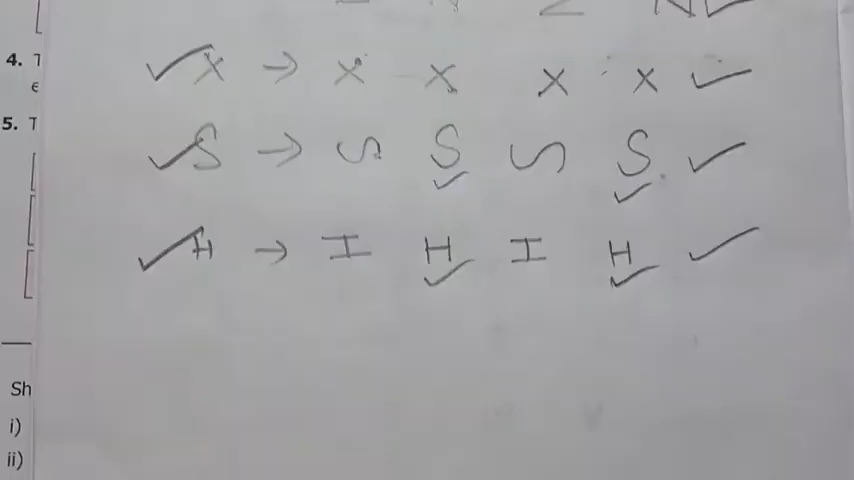 4. T
✓ X → X X X X ✓
5. T
✓ S → S ✓ S ✓
✓ H → H ✓ H ✓
Sh
i)
ii)